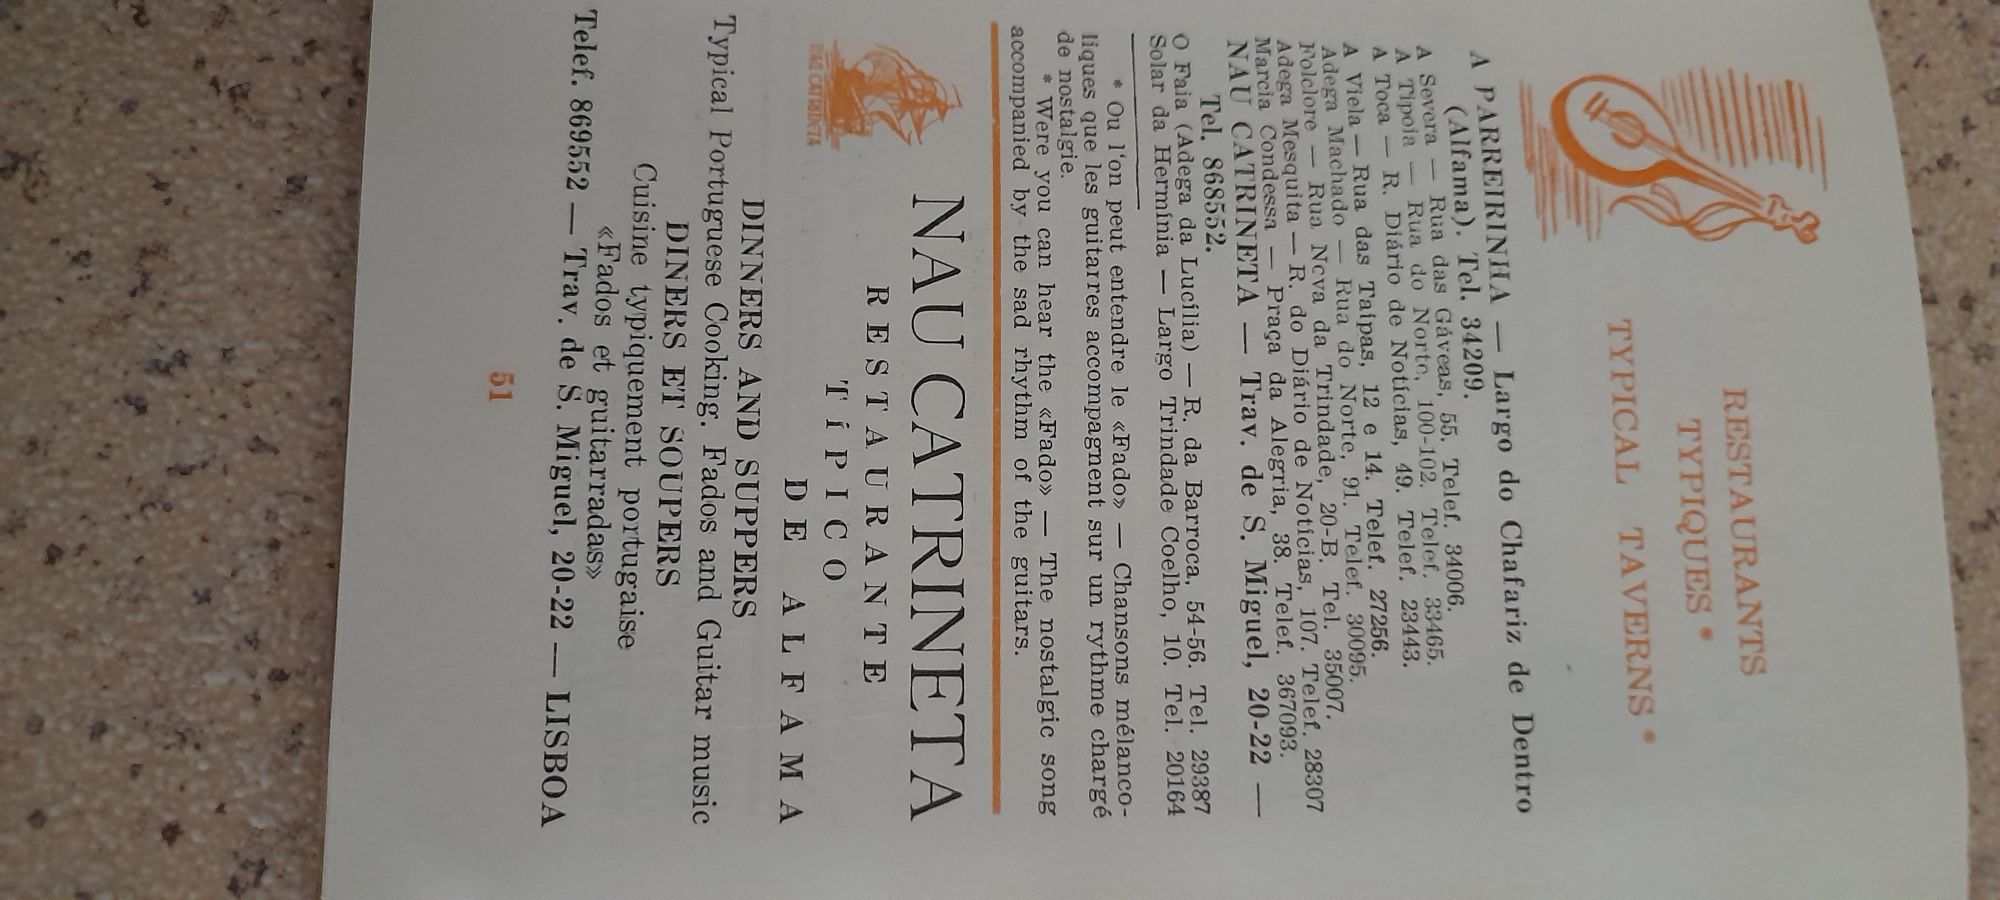 RESTAURANTS
TYPIQUES *
TYPICAL TAVERNS *
A PARREIRINHA — Largo do Chafariz de Dentro
(Alfama). Tel. 34209.
A Severa — Rua das Gáveas, 55. Telef. 34006.
A Tipoia — Rua do Norte, 100-102. Telef. 33465.
A Toca — R. Diário de Notícias, 49. Telef. 23443.
A Viela — Rua das Taipas, 12 e 14. Telef. 27256.
Adega Machado — Rua do Norte, 91. Telef. 30095.
Folclore — Rua Nova da Trindade, 20-B. Tel. 35007.
Adega Mesquita — R. do Diário de Notícias, 107. Telef. 28307
Marcia Condessa — Praça da Alegria, 38. Telef. 367093.
NAU CATRINETA — Trav. de S. Miguel, 20-22 —
Tel. 868552.
O Faia (Adega da Lucília) — R. da Barroca, 54-56. Tel. 29387
Solar da Hermínia — Largo Trindade Coelho, 10. Tel. 20164
* Ou l'on peut entendre le «Fado» — Chansons mélanco-
liques que les guitarres accompagnent sur un rythme chargé
de nostalgie.
* Were you can hear the «Fado» — The nostalgic song
accompanied by the sad rhythm of the guitars.
NAU CATRINETA
NAU CATRINETA
RESTAURANTE
TÍPICO
DE ALFAMA
DINNERS AND SUPPERS
Typical Portuguese Cooking. Fados and Guitar music
DINERS ET SOUPERS
Cuisine typiquement portugaise
«Fados et guitarradas»
Telef. 869552 — Trav. de S. Miguel, 20-22 — LISBOA
51